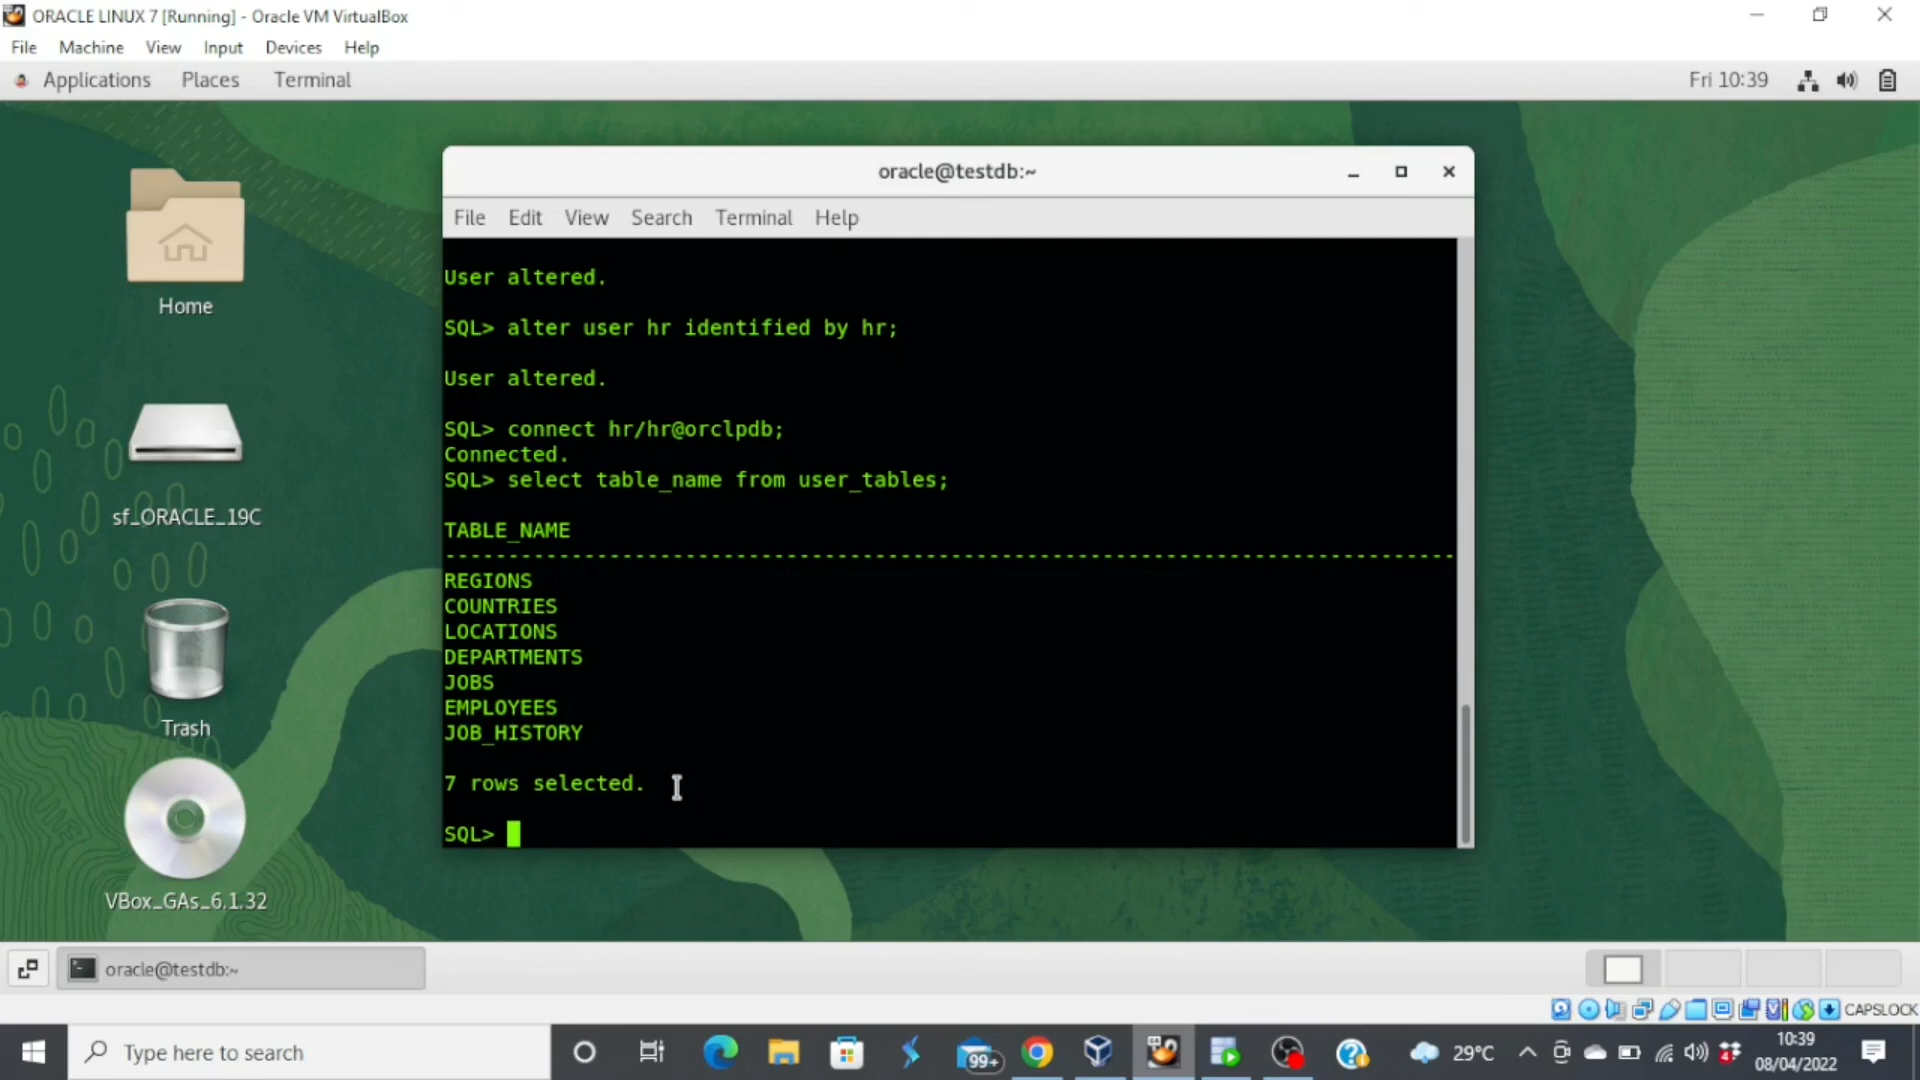 ORACLE LINUX 7 [Running] - Oracle VM VirtualBox
File Machine View Input Devices Help
Applications Places Terminal Fri 10:39
oracle@testdb:~
File Edit View Search Terminal Help
User altered.
SQL> alter user hr identified by hr;
User altered.
SQL> connect hr/hr@orclpdb;
Connected.
SQL> select table_name from user_tables;
TABLE_NAME
--------------------------------------------------------------------------------
REGIONS
COUNTRIES
LOCATIONS
DEPARTMENTS
JOBS
EMPLOYEES
JOB_HISTORY
7 rows selected.
SQL>
Home
sf_ORACLE_19C
Trash
VBox_GAs_6.1.32
oracle@testdb:~
CAPSLOCK
Type here to search
99+
29°C
10:39
08/04/2022